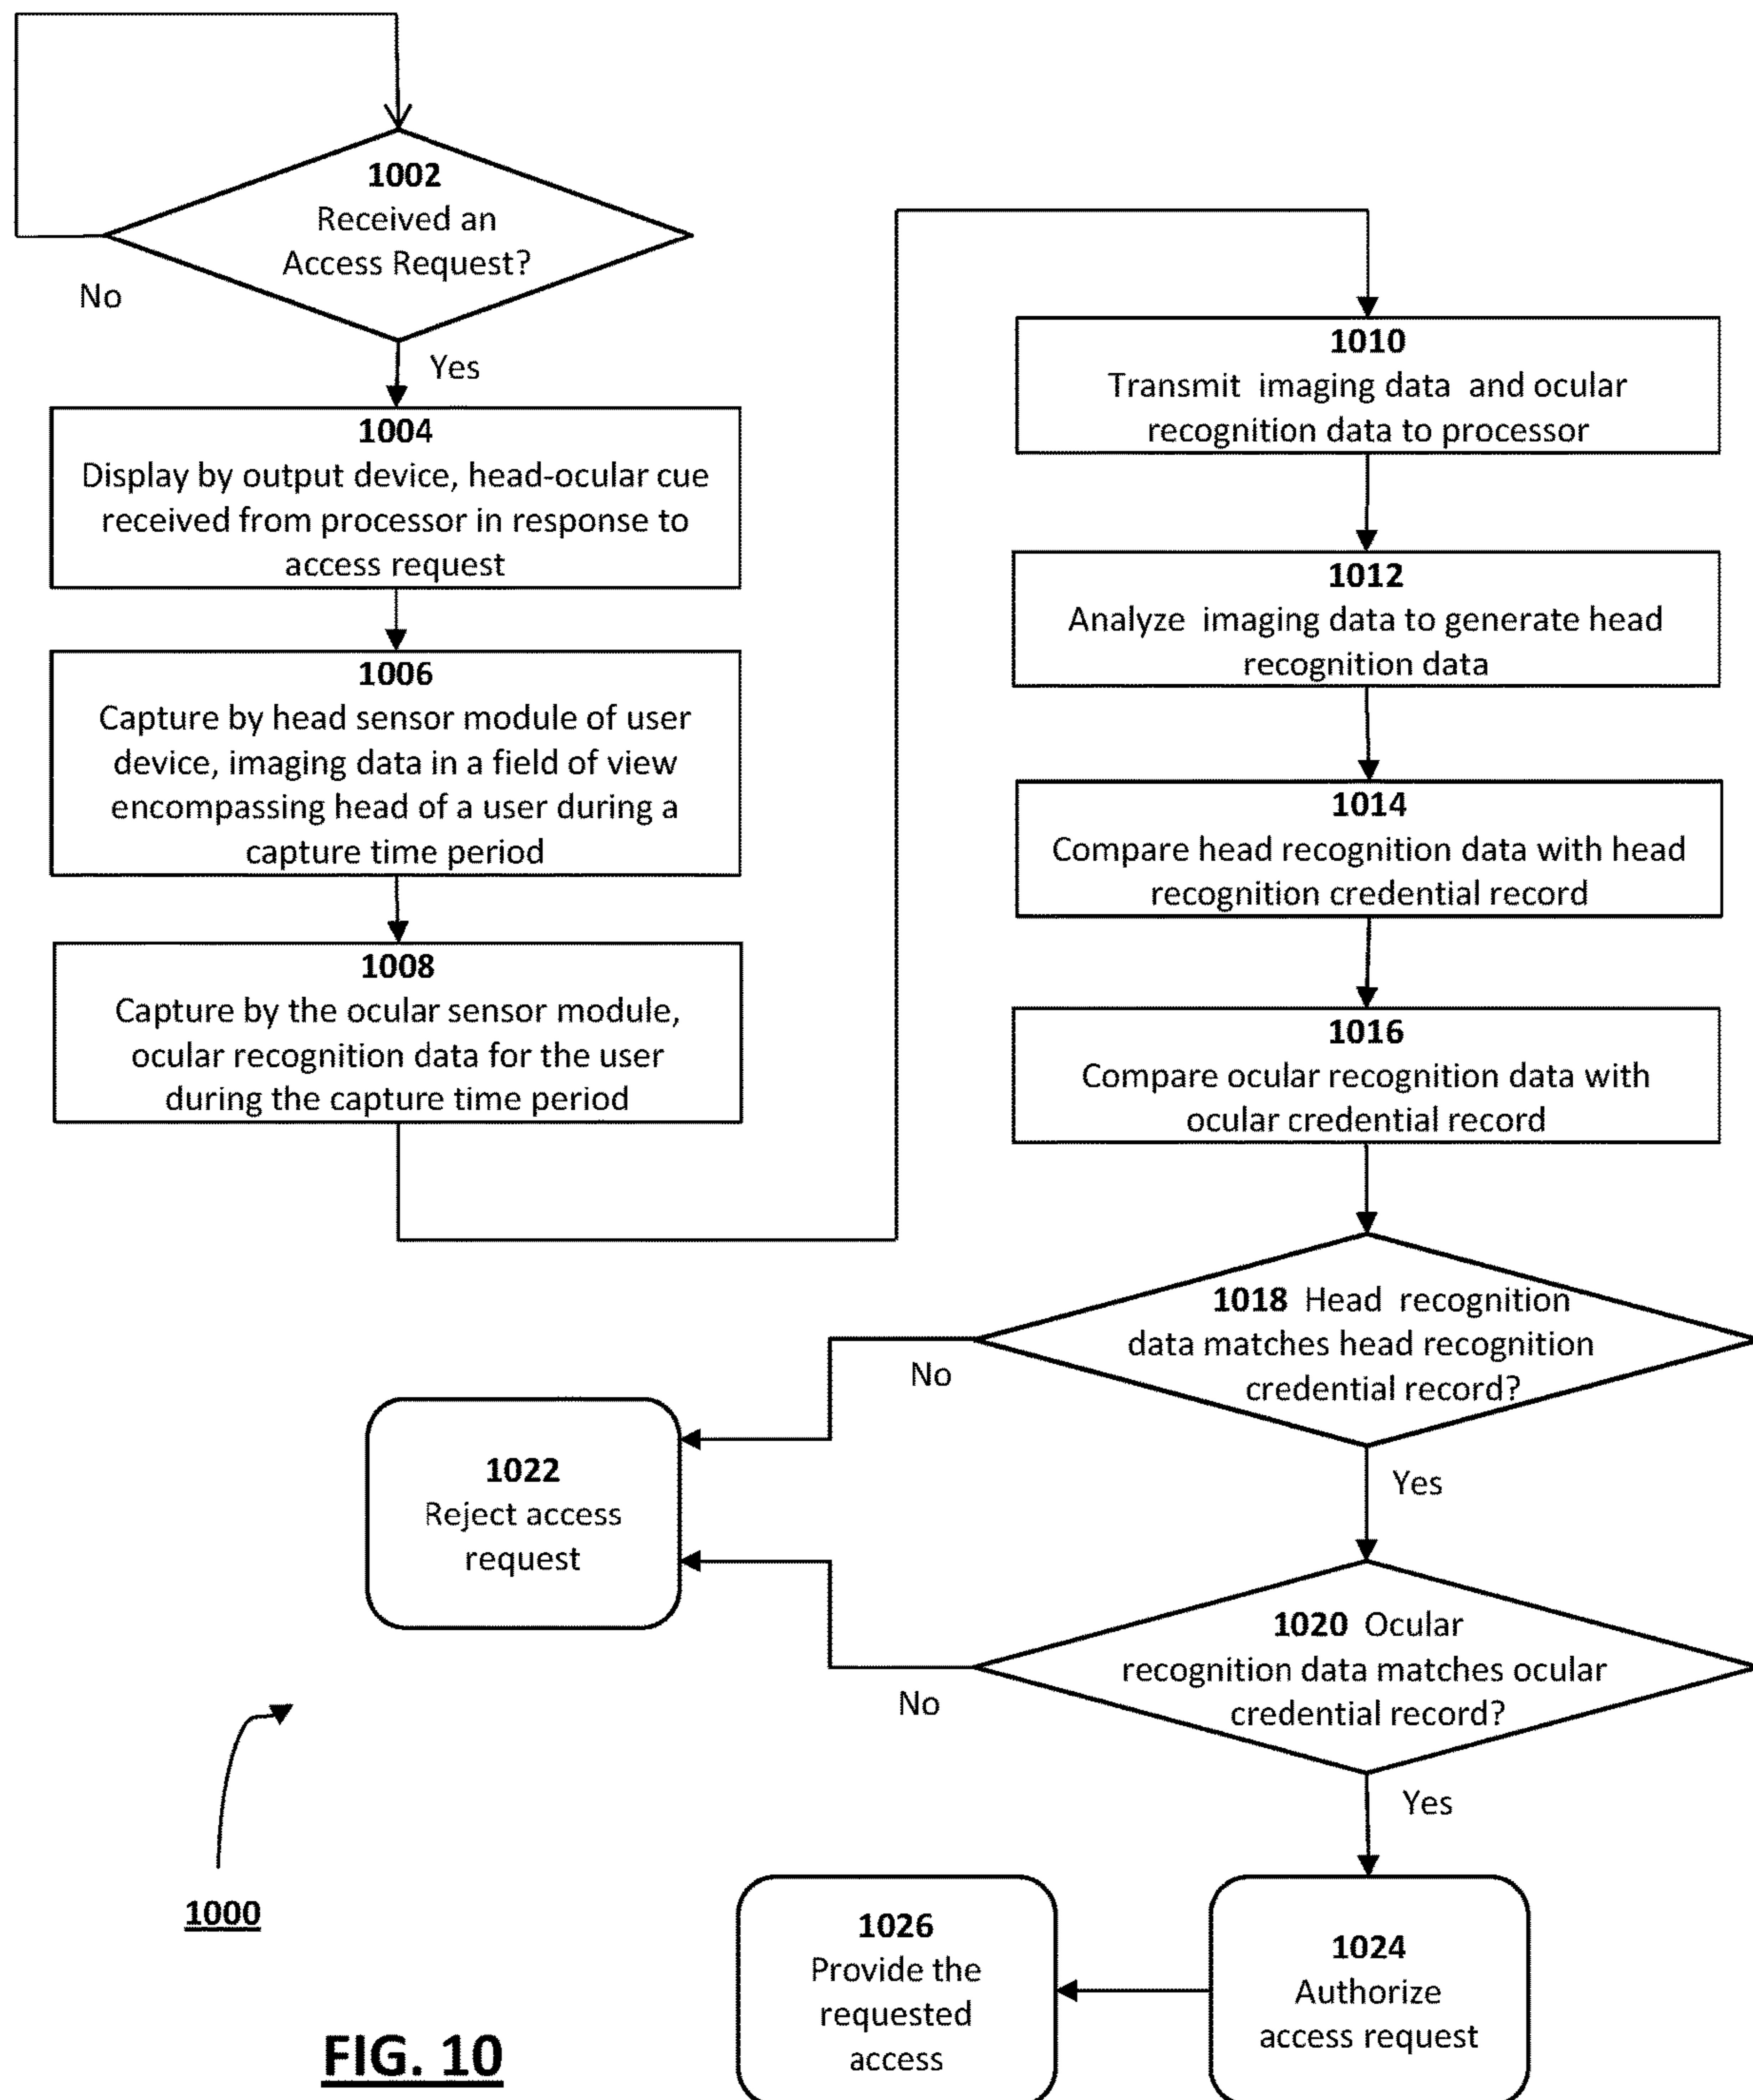 1002
Received an
Access Request?
No
Yes
1004
Display by output device, head-ocular cue
received from processor in response to
access request
1006
Capture by head sensor module of user
device, imaging data in a field of view
encompassing head of a user during a
capture time period
1008
Capture by the ocular sensor module,
ocular recognition data for the user
during the capture time period
1010
Transmit imaging data and ocular
recognition data to processor
1012
Analyze imaging data to generate head
recognition data
1014
Compare head recognition data with head
recognition credential record
1016
Compare ocular recognition data with
ocular credential record
1018 Head recognition
data matches head recognition
credential record?
No
Yes
1022
Reject access
request
1020 Ocular
recognition data matches ocular
credential record?
No
Yes
1024
Authorize
access request
1026
Provide the
requested
access
1000
FIG. 10